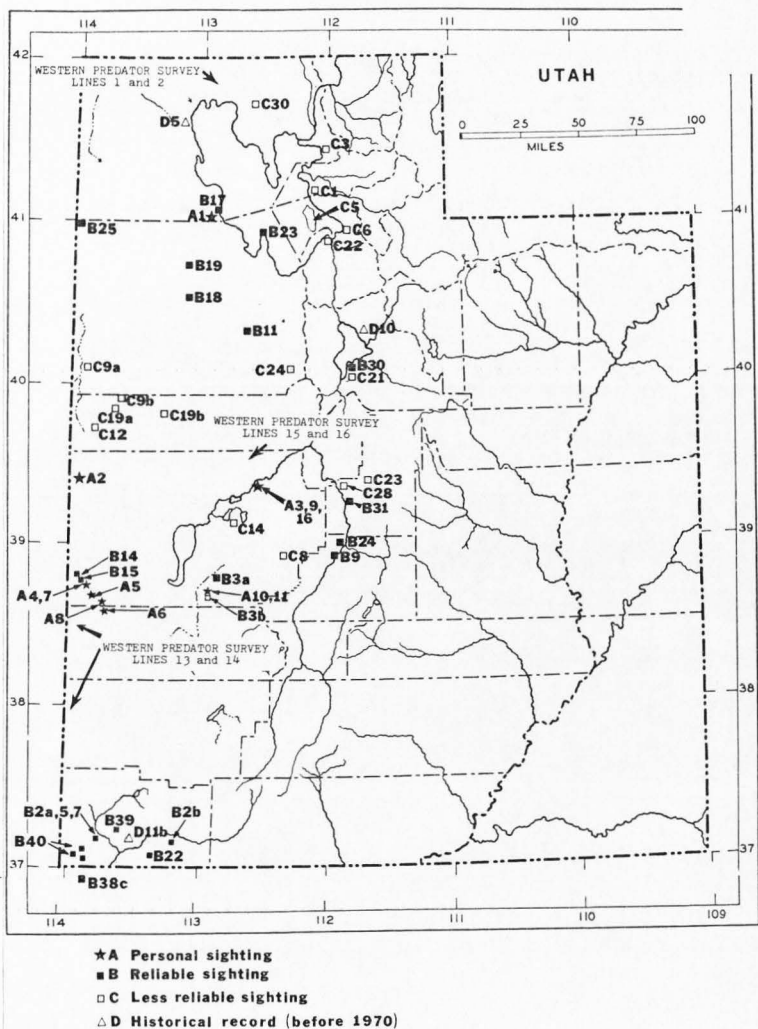 114 113 112 111 110
42
WESTERN PREDATOR SURVEY
LINES 1 and 2
UTAH
0 25 50 75 100
MILES
C30
D5
C3
C1
B17
C5
41
A1
41
B25
B23
C6
C22
B19
B18
B11
D10
C9a
C24
B30
C21
40
40
C9b
C19a
C19b
C12
WESTERN PREDATOR SURVEY
LINES 15 and 16
A2
C23
A3,9,
16
C28
B31
C14
B24
39
39
C8
B9
B14
B15
B3a
A4,7
A5
A10,11
A8
A6
B3b
WESTERN PREDATOR SURVEY
LINES 13 and 14
38
38
B2a,5,7
B39
B2b
D11b
B40
B22
37
37
B38c
114 113 112 111 110 109
★A Personal sighting
■B Reliable sighting
□C Less reliable sighting
△D Historical record (before 1970)